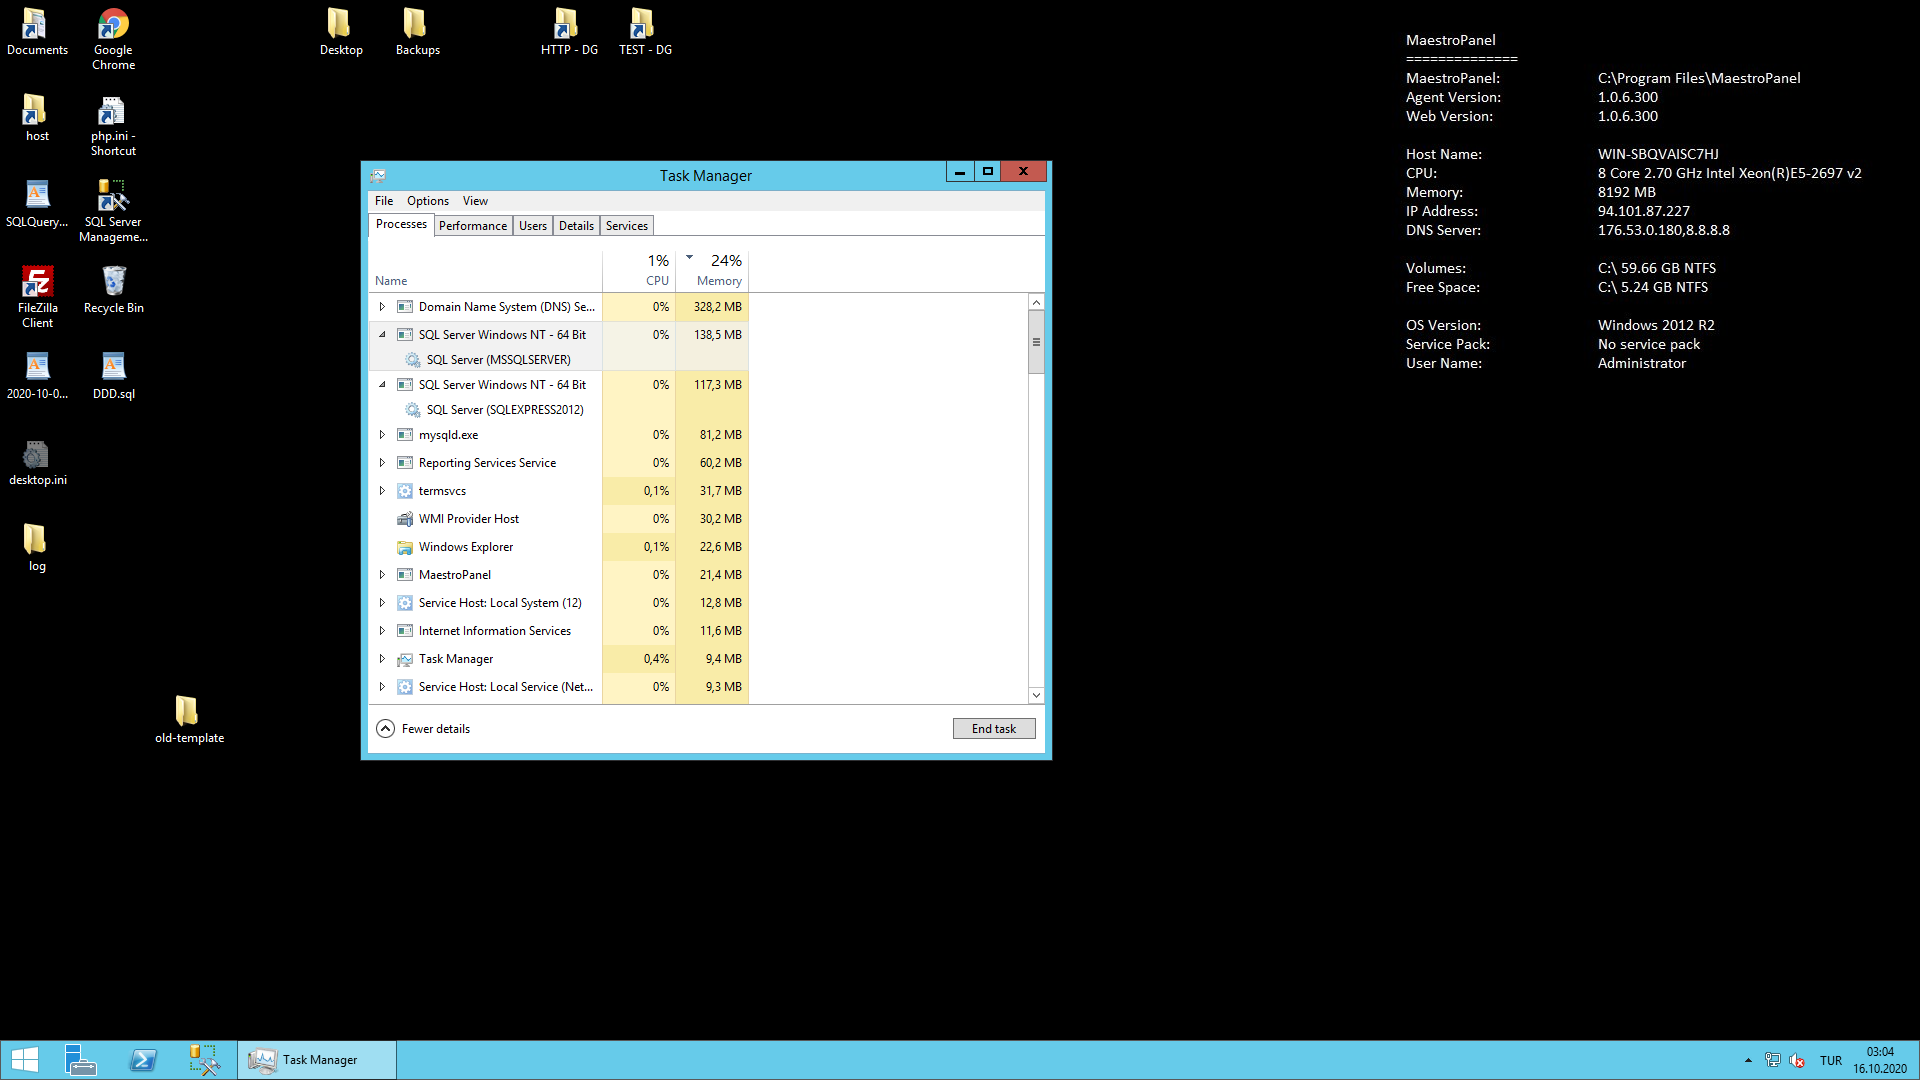 Documents
Google
Chrome
Desktop
Backups
HTTP - DG
TEST - DG
host
php.ini -
Shortcut
SQLQuery...
SQL Server
Manageme...
FileZilla
Client
Recycle Bin
2020-10-0...
DDD.sql
desktop.ini
log
old-template
MaestroPanel
==============
MaestroPanel: C:\Program Files\MaestroPanel
Agent Version: 1.0.6.300
Web Version: 1.0.6.300
Host Name: WIN-SBQVAISC7HJ
CPU: 8 Core 2.70 GHz Intel Xeon(R)E5-2697 v2
Memory: 8192 MB
IP Address: 94.101.87.227
DNS Server: 176.53.0.180,8.8.8.8
Volumes: C:\ 59.66 GB NTFS
Free Space: C:\ 5.24 GB NTFS
OS Version: Windows 2012 R2
Service Pack: No service pack
User Name: Administrator
Task Manager
File Options View
Processes Performance Users Details Services
1% 24%
Name CPU Memory
Domain Name System (DNS) Se... 0% 328,2 MB
SQL Server Windows NT - 64 Bit 0% 138,5 MB
SQL Server (MSSQLSERVER)
SQL Server Windows NT - 64 Bit 0% 117,3 MB
SQL Server (SQLEXPRESS2012)
mysqld.exe 0% 81,2 MB
Reporting Services Service 0% 60,2 MB
termsvcs 0,1% 31,7 MB
WMI Provider Host 0% 30,2 MB
Windows Explorer 0,1% 22,6 MB
MaestroPanel 0% 21,4 MB
Service Host: Local System (12) 0% 12,8 MB
Internet Information Services 0% 11,6 MB
Task Manager 0,4% 9,4 MB
Service Host: Local Service (Net... 0% 9,3 MB
Fewer details
End task
Task Manager
TUR
03:04
16.10.2020